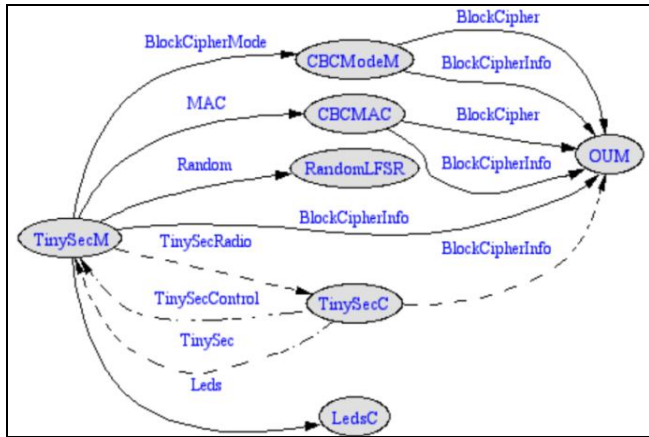 BlockCipher
BlockCipherMode
CBCModeM
BlockCipherInfo
MAC
CBCMAC
BlockCipher
OUM
Random
RandomLFSR
BlockCipherInfo
BlockCipherInfo
TinySecM
TinySecRadio
BlockCipherInfo
TinySecControl
TinySecC
TinySec
Leds
LedsC